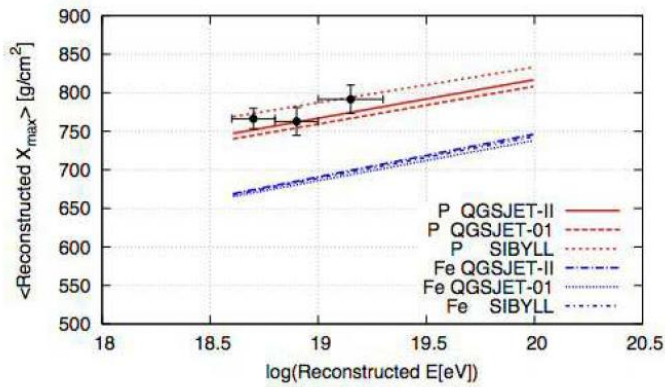 900
850
800
750
700
650
600
550
500
<Reconstructed X_max> [g/cm²]
P QGSJET-II
P QGSJET-01
P SIBYLL
Fe QGSJET-II
Fe QGSJET-01
Fe SIBYLL
18 18.5 19 19.5 20 20.5
log(Reconstructed E[eV])